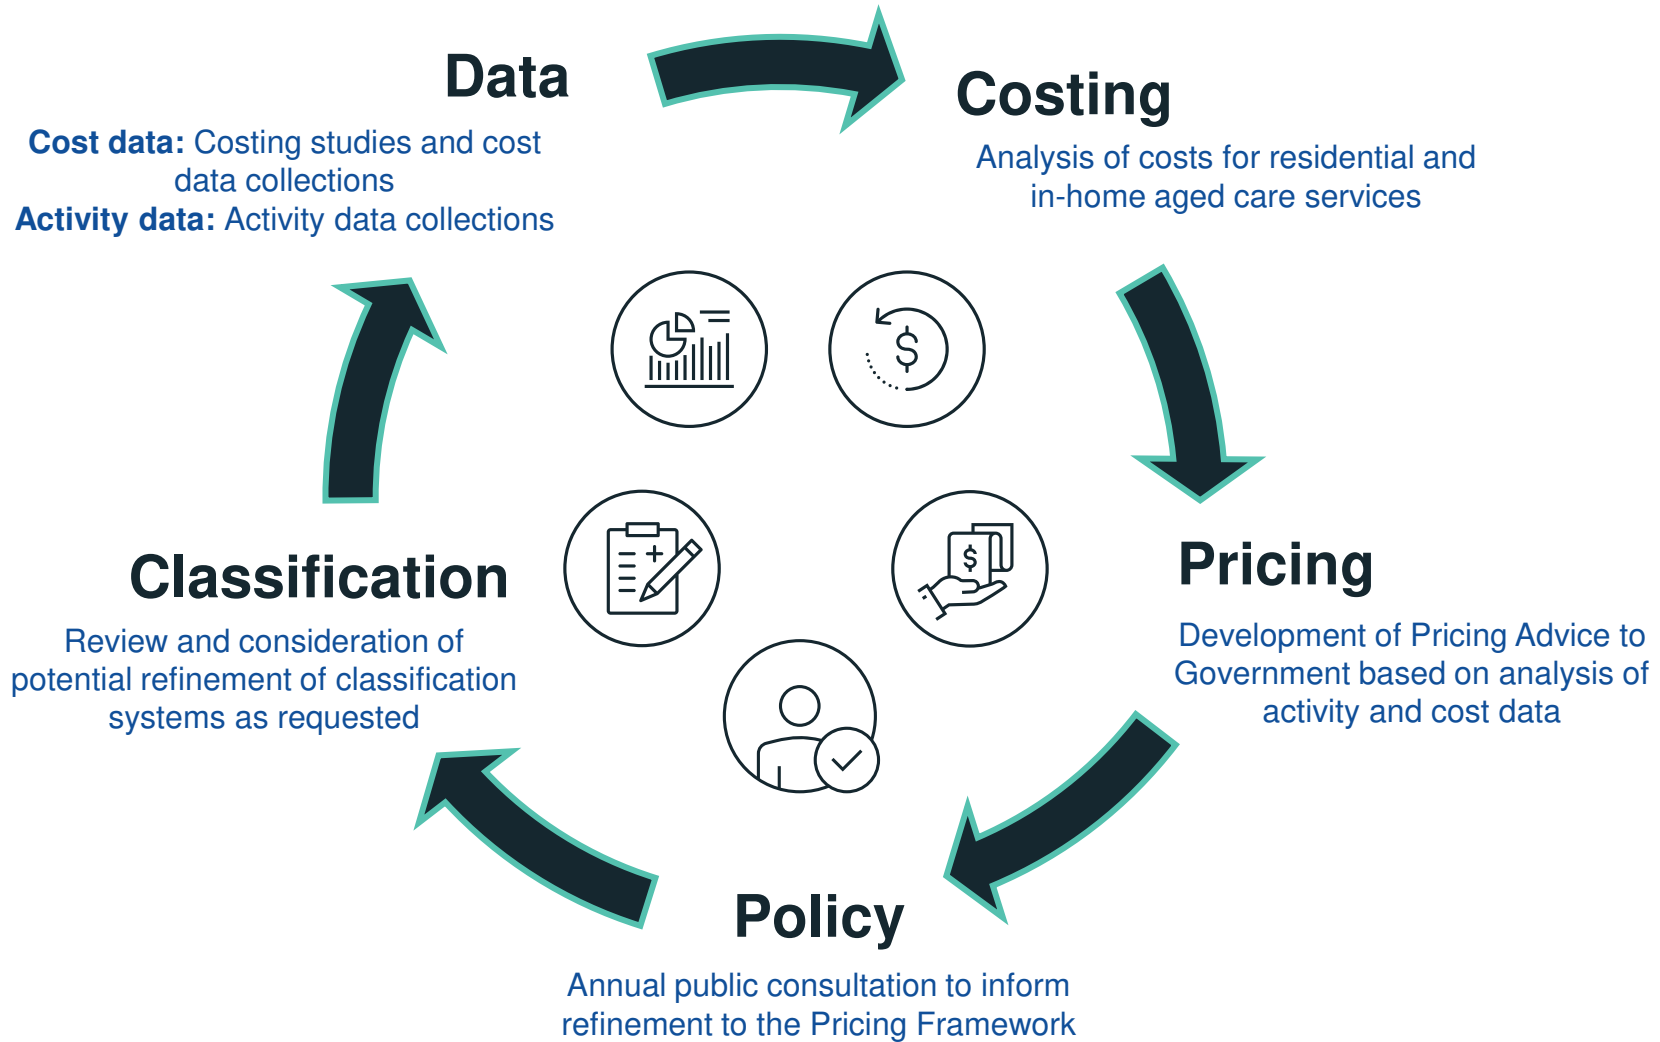 Data
Cost data: Costing studies and cost
data collections
Activity data: Activity data collections
Costing
Analysis of costs for residential and
in-home aged care services
$
$
Pricing
Development of Pricing Advice to
Government based on analysis of
activity and cost data
Policy
Annual public consultation to inform
refinement to the Pricing Framework
Classification
Review and consideration of
potential refinement of classification
systems as requested